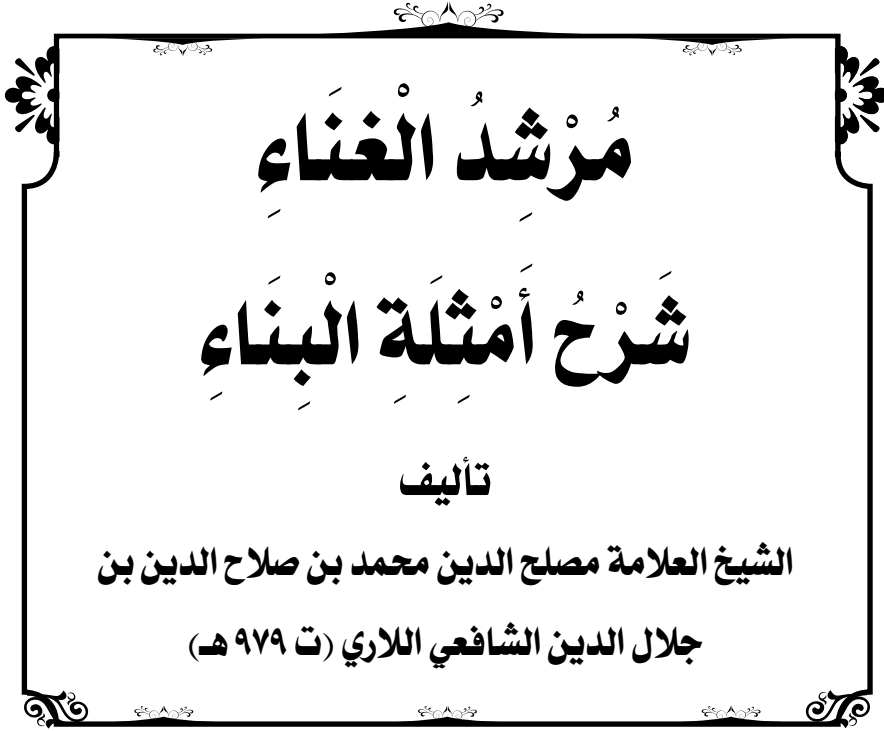 مُرْشِدُ الْغنَاءِ
شَرْحُ أَمْثِلَةِ الْبِنَاءِ
تأليف
الشيخ العلامة مصلح الدين محمد بن صلاح الدين بن
جلال الدين الشافعي اللاري (ت ٩٧٩ هـ)